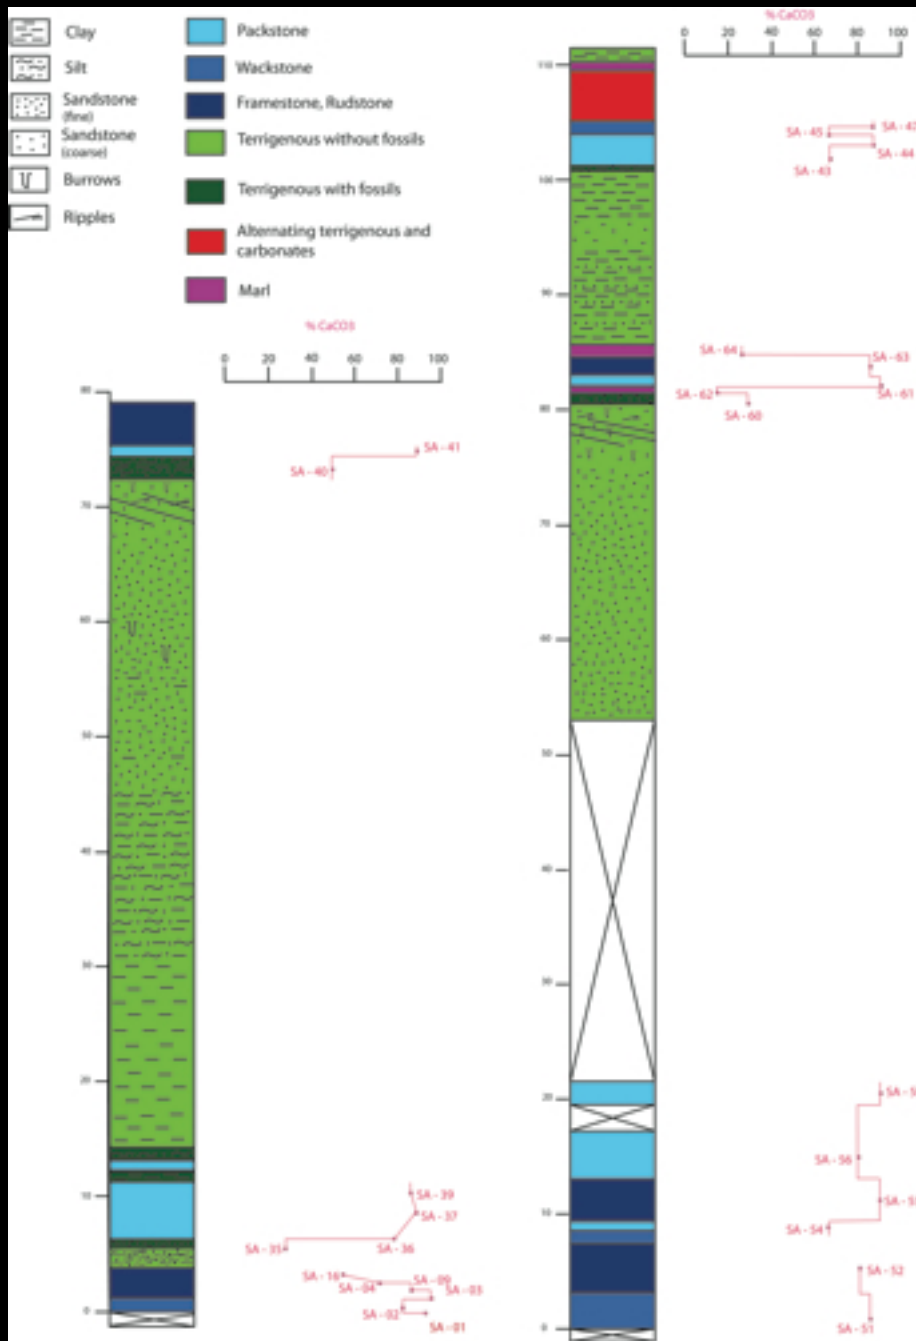 Clay
Silt
Sandstone
(fine)
Sandstone
(coarse)
Burrows
Ripples
Packstone
Wackstone
Framestone, Rudstone
Terrigenous without fossils
Terrigenous with fossils
Alternating terrigenous and
carbonates
Marl
% CaCO3
0 20 40 60 80 100
80
70
60
50
40
30
20
10
0
SA - 41
SA - 40
SA - 39
SA - 37
SA - 36
SA - 35
SA - 16
SA - 09
SA - 04
SA - 03
SA - 02
SA - 01
% CaCO3
0 20 40 60 80 100
110
100
90
80
70
60
50
40
30
20
10
0
SA - 45
SA - 44
SA - 43
SA - 64
SA - 63
SA - 62
SA - 61
SA - 60
SA - 56
SA - 54
SA - 52
SA - 51